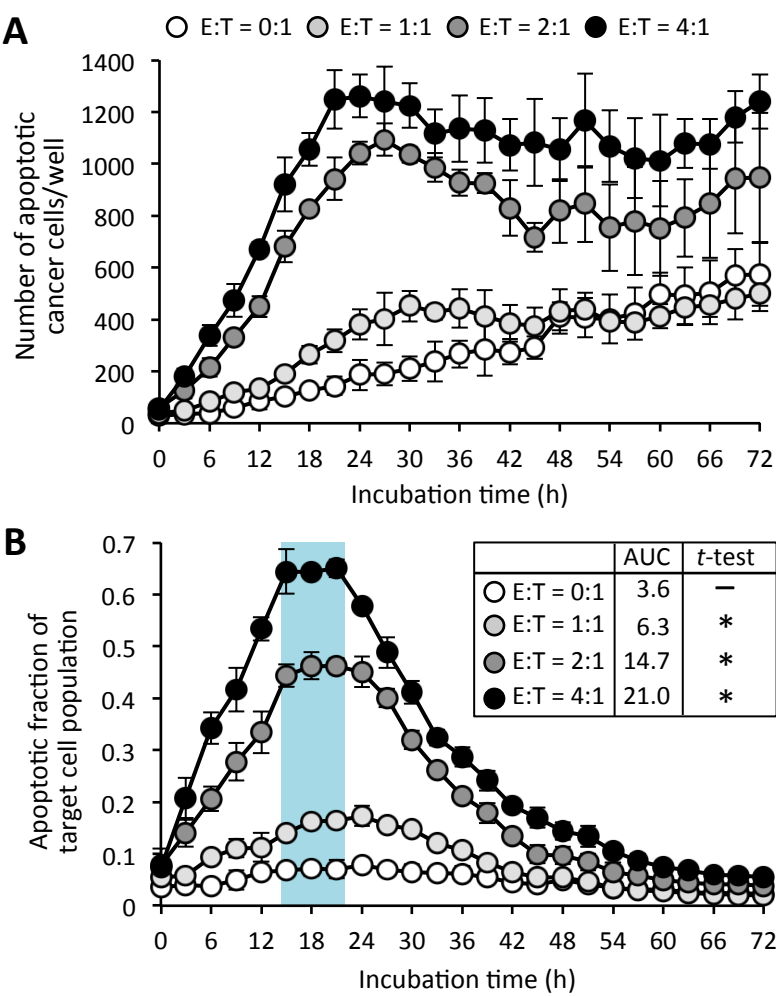 A
E:T = 0:1 E:T = 1:1 E:T = 2:1 E:T = 4:1
Number of apoptotic
cancer cells/well
1400
1200
1000
800
600
400
200
0
0 6 12 18 24 30 36 42 48 54 60 66 72
Incubation time (h)
B
Apoptotic fraction of
target cell population
0.7
0.6
0.5
0.4
0.3
0.2
0.1
0
AUC t-test
E:T = 0:1 3.6 –
E:T = 1:1 6.3 *
E:T = 2:1 14.7 *
E:T = 4:1 21.0 *
0 6 12 18 24 30 36 42 48 54 60 66 72
Incubation time (h)